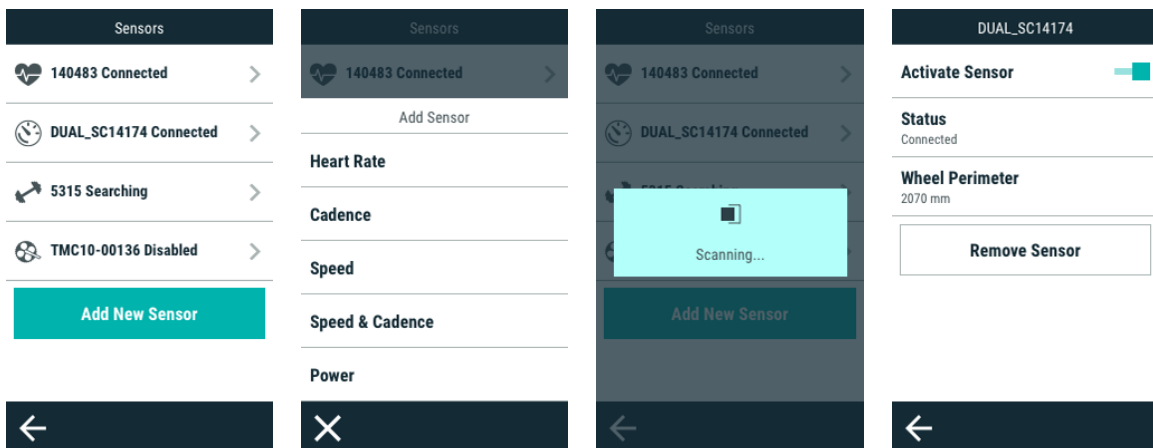 Sensors
140483 Connected
DUAL_SC14174 Connected
5315 Searching
TMC10-00136 Disabled
Add New Sensor
Sensors
140483 Connected
Add Sensor
Heart Rate
Cadence
Speed
Speed & Cadence
Power
Sensors
140483 Connected
DUAL_SC14174 Connected
Scanning...
Add New Sensor
DUAL_SC14174
Activate Sensor
Status
Connected
Wheel Perimeter
2070 mm
Remove Sensor